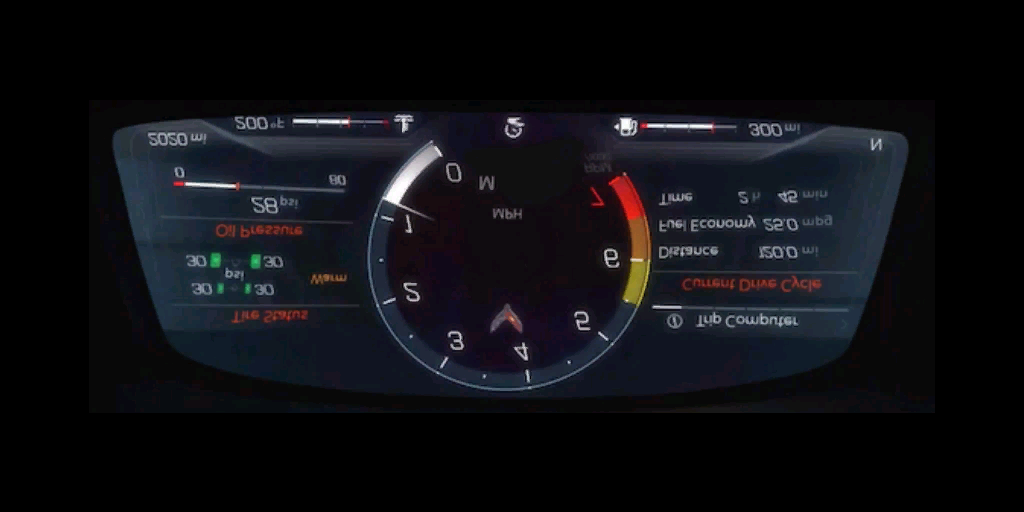 Tire Status
30 30
psi Warm
30 30
Oil Pressure
28 psi
0 80
2020 mi
200 °F
0
1
2
3
4
5
6
7
RPM
MPH
M
Trip Computer
Current Drive Cycle
Distance 120.0 mi
Fuel Economy 25.0 mpg
Time 2 h 45 min
N
300 mi